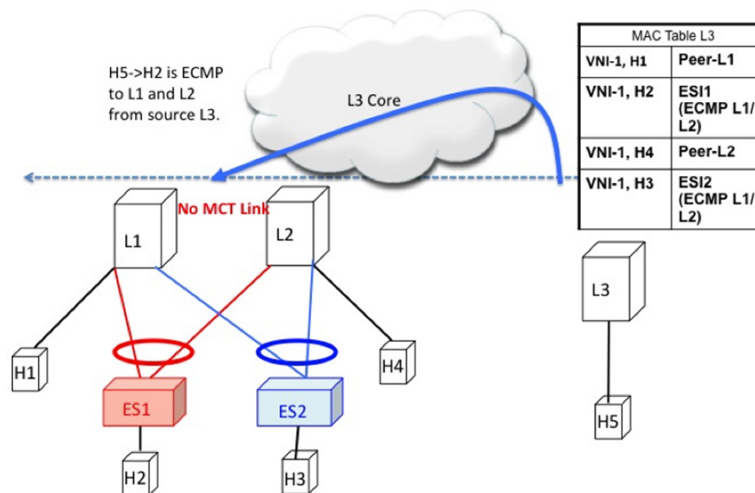 H5->H2 is ECMP
to L1 and L2
from source L3.
L3 Core
MAC Table L3
VNI-1, H1 Peer-L1
VNI-1, H2 ESI1
(ECMP L1/
L2)
VNI-1, H4 Peer-L2
VNI-1, H3 ESI2
(ECMP L1/
L2)
No MCT Link
L1
L2
L3
H1
H4
ES1
ES2
H5
H2
H3